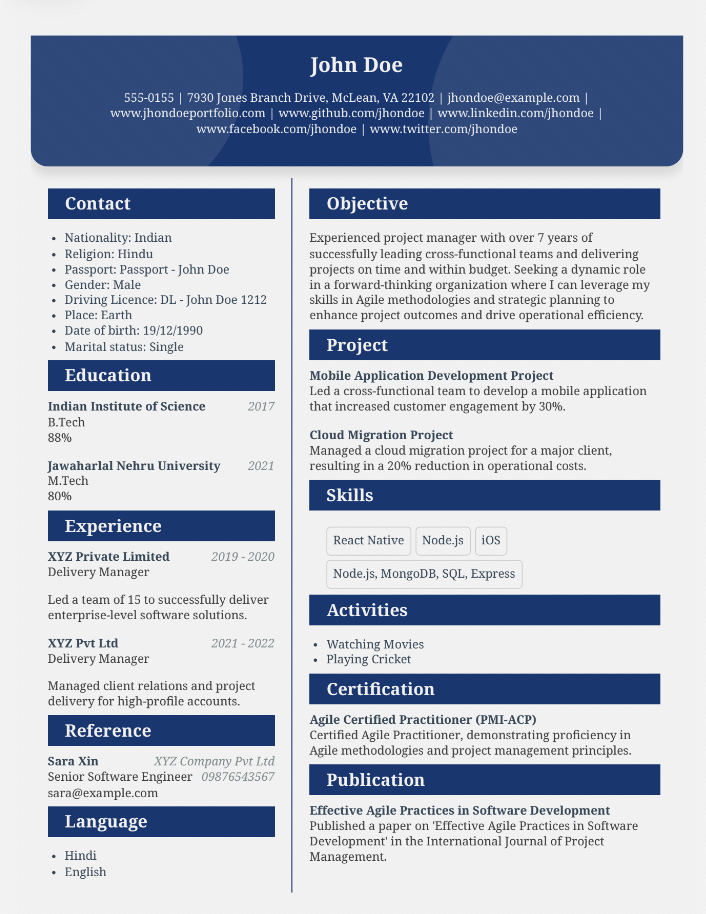 John Doe
555-0155 | 7930 Jones Branch Drive, McLean, VA 22102 | jhondoe@example.com |
www.jhondoeportfolio.com | www.github.com/jhondoe | www.linkedin.com/jhondoe |
www.facebook.com/jhondoe | www.twitter.com/jhondoe
Contact
• Nationality: Indian
• Religion: Hindu
• Passport: Passport - John Doe
• Gender: Male
• Driving Licence: DL - John Doe 1212
• Place: Earth
• Date of birth: 19/12/1990
• Marital status: Single
Education
Indian Institute of Science 2017
B.Tech
88%
Jawaharlal Nehru University 2021
M.Tech
80%
Experience
XYZ Private Limited 2019 - 2020
Delivery Manager
Led a team of 15 to successfully deliver
enterprise-level software solutions.
XYZ Pvt Ltd 2021 - 2022
Delivery Manager
Managed client relations and project
delivery for high-profile accounts.
Reference
Sara Xin XYZ Company Pvt Ltd
Senior Software Engineer 09876543567
sara@example.com
Language
• Hindi
• English
Objective
Experienced project manager with over 7 years of
successfully leading cross-functional teams and delivering
projects on time and within budget. Seeking a dynamic role
in a forward-thinking organization where I can leverage my
skills in Agile methodologies and strategic planning to
enhance project outcomes and drive operational efficiency.
Project
Mobile Application Development Project
Led a cross-functional team to develop a mobile application
that increased customer engagement by 30%.
Cloud Migration Project
Managed a cloud migration project for a major client,
resulting in a 20% reduction in operational costs.
Skills
React Native Node.js iOS
Node.js, MongoDB, SQL, Express
Activities
• Watching Movies
• Playing Cricket
Certification
Agile Certified Practitioner (PMI-ACP)
Certified Agile Practitioner, demonstrating proficiency in
Agile methodologies and project management principles.
Publication
Effective Agile Practices in Software Development
Published a paper on 'Effective Agile Practices in Software
Development' in the International Journal of Project
Management.